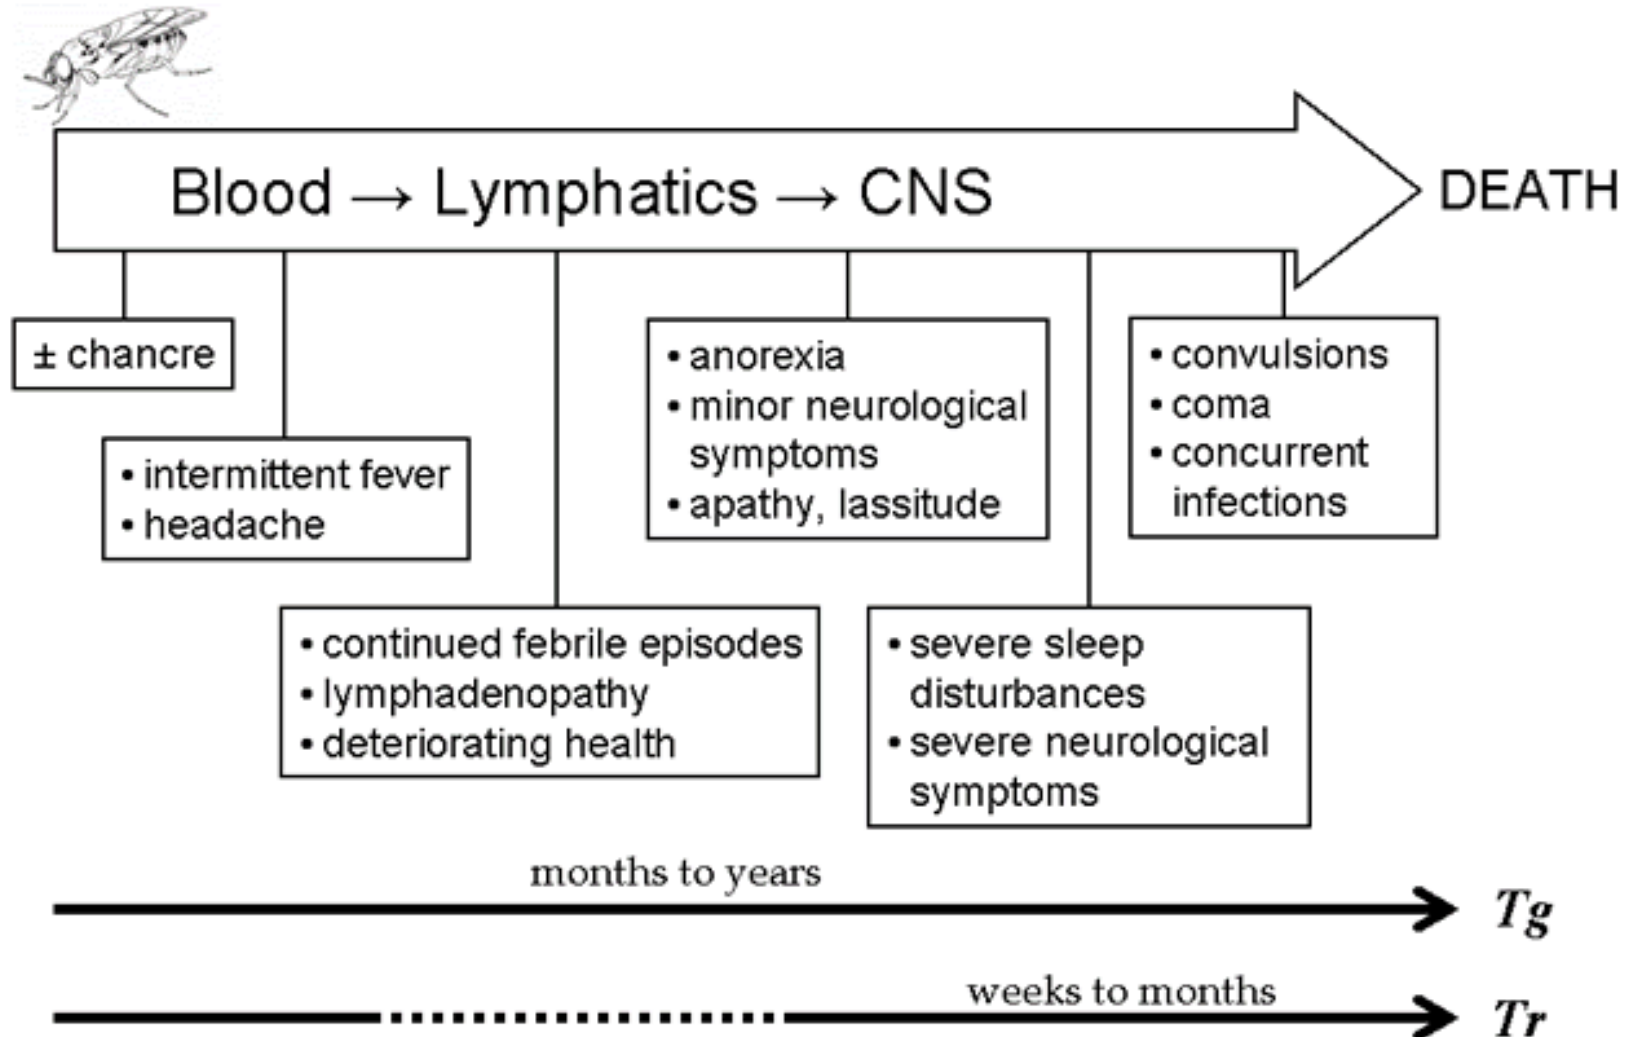 Blood → Lymphatics → CNS
DEATH
± chancre
• intermittent fever
• headache
• continued febrile episodes
• lymphadenopathy
• deteriorating health
• anorexia
• minor neurological
symptoms
• apathy, lassitude
• severe sleep
disturbances
• severe neurological
symptoms
• convulsions
• coma
• concurrent
infections
months to years
Tg
weeks to months
Tr